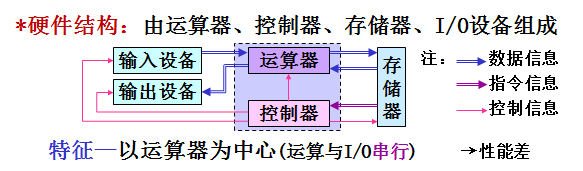 *硬件结构：由运算器、控制器、存储器、I/O设备组成
输入设备
运算器
存储器
注：
数据信息
输出设备
指令信息
控制器
控制信息
特征—以运算器为中心(运算与I/O串行)
→性能差